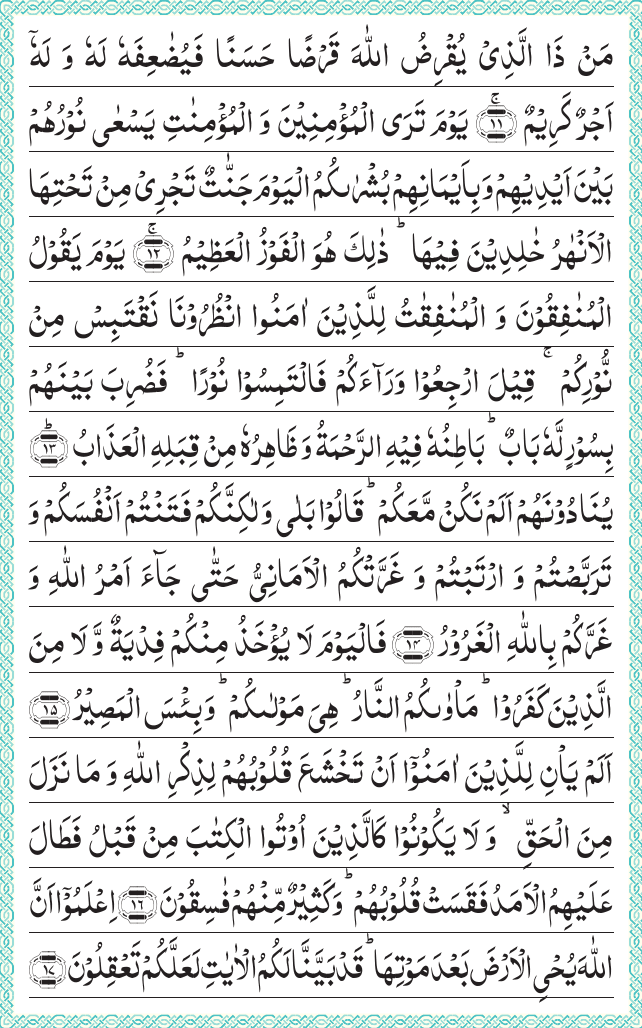 مَنْ ذَا الَّذِیْ یُقْرِضُ اللّٰهَ قَرْضًا حَسَنًا فَیُضٰعِفَهٗ لَهٗ وَ لَهٗۤ
اَجْرٌ كَرِیْمٌۚ۝۱۱ یَوْمَ تَرَی الْمُؤْمِنِیْنَ وَ الْمُؤْمِنٰتِ یَسْعٰی نُوْرُهُمْ
بَیْنَ اَیْدِیْهِمْ وَ بِاَیْمَانِهِمْ بُشْرٰىكُمُ الْیَوْمَ جَنّٰتٌ تَجْرِیْ مِنْ تَحْتِهَا
الْاَنْهٰرُ خٰلِدِیْنَ فِیْهَاؕ ذٰلِكَ هُوَ الْفَوْزُ الْعَظِیْمُۚ۝۱۲ یَوْمَ یَقُوْلُ
الْمُنٰفِقُوْنَ وَ الْمُنٰفِقٰتُ لِلَّذِیْنَ اٰمَنُوا انْظُرُوْنَا نَقْتَبِسْ مِنْ
نُّوْرِكُمْۚ قِیْلَ ارْجِعُوْا وَرَآءَكُمْ فَالْتَمِسُوْا نُوْرًاؕ فَضُرِبَ بَیْنَهُمْ
بِسُوْرٍ لَّهٗ بَابٌؕ بَاطِنُهٗ فِیْهِ الرَّحْمَةُ وَ ظَاهِرُهٗ مِنْ قِبَلِهِ الْعَذَابُؕ۝۱۳
یُنَادُوْنَهُمْ اَلَمْ نَكُنْ مَّعَكُمْؕ قَالُوْا بَلٰی وَ لٰكِنَّكُمْ فَتَنْتُمْ اَنْفُسَكُمْ وَ
تَرَبَّصْتُمْ وَ ارْتَبْتُمْ وَ غَرَّتْكُمُ الْاَمَانِیُّ حَتّٰی جَآءَ اَمْرُ اللّٰهِ وَ
غَرَّكُمْ بِاللّٰهِ الْغَرُوْرُ۝۱۴ فَالْیَوْمَ لَا یُؤْخَذُ مِنْكُمْ فِدْیَةٌ وَّ لَا مِنَ
الَّذِیْنَ كَفَرُوْاؕ مَاْوٰىكُمُ النَّارُؕ هِیَ مَوْلٰىكُمْؕ وَ بِئْسَ الْمَصِیْرُ۝۱۵
اَلَمْ یَاْنِ لِلَّذِیْنَ اٰمَنُوْۤا اَنْ تَخْشَعَ قُلُوْبُهُمْ لِذِكْرِ اللّٰهِ وَ مَا نَزَلَ
مِنَ الْحَقِّۙ وَ لَا یَكُوْنُوْا كَالَّذِیْنَ اُوْتُوا الْكِتٰبَ مِنْ قَبْلُ فَطَالَ
عَلَیْهِمُ الْاَمَدُ فَقَسَتْ قُلُوْبُهُمْؕ وَ كَثِیْرٌ مِّنْهُمْ فٰسِقُوْنَ۝۱۶ اِعْلَمُوْۤا اَنَّ
اللّٰهَ یُحْیِ الْاَرْضَ بَعْدَ مَوْتِهَاؕ قَدْ بَیَّنَّا لَكُمُ الْاٰیٰتِ لَعَلَّكُمْ تَعْقِلُوْنَ۝۱۷